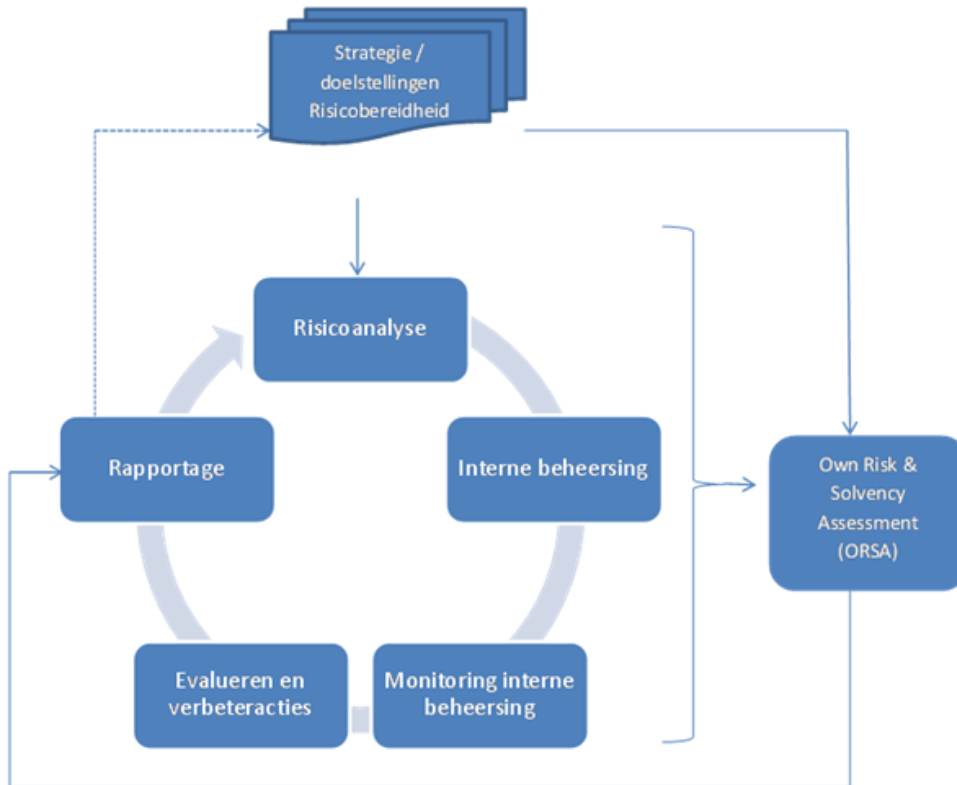 Strategie /
doelstellingen
Risicobereidheid
Risicoanalyse
Rapportage
Interne beheersing
Own Risk &
Solvency
Assessment
(ORSA)
Evalueren en
verbeteracties
Monitoring interne
beheersing